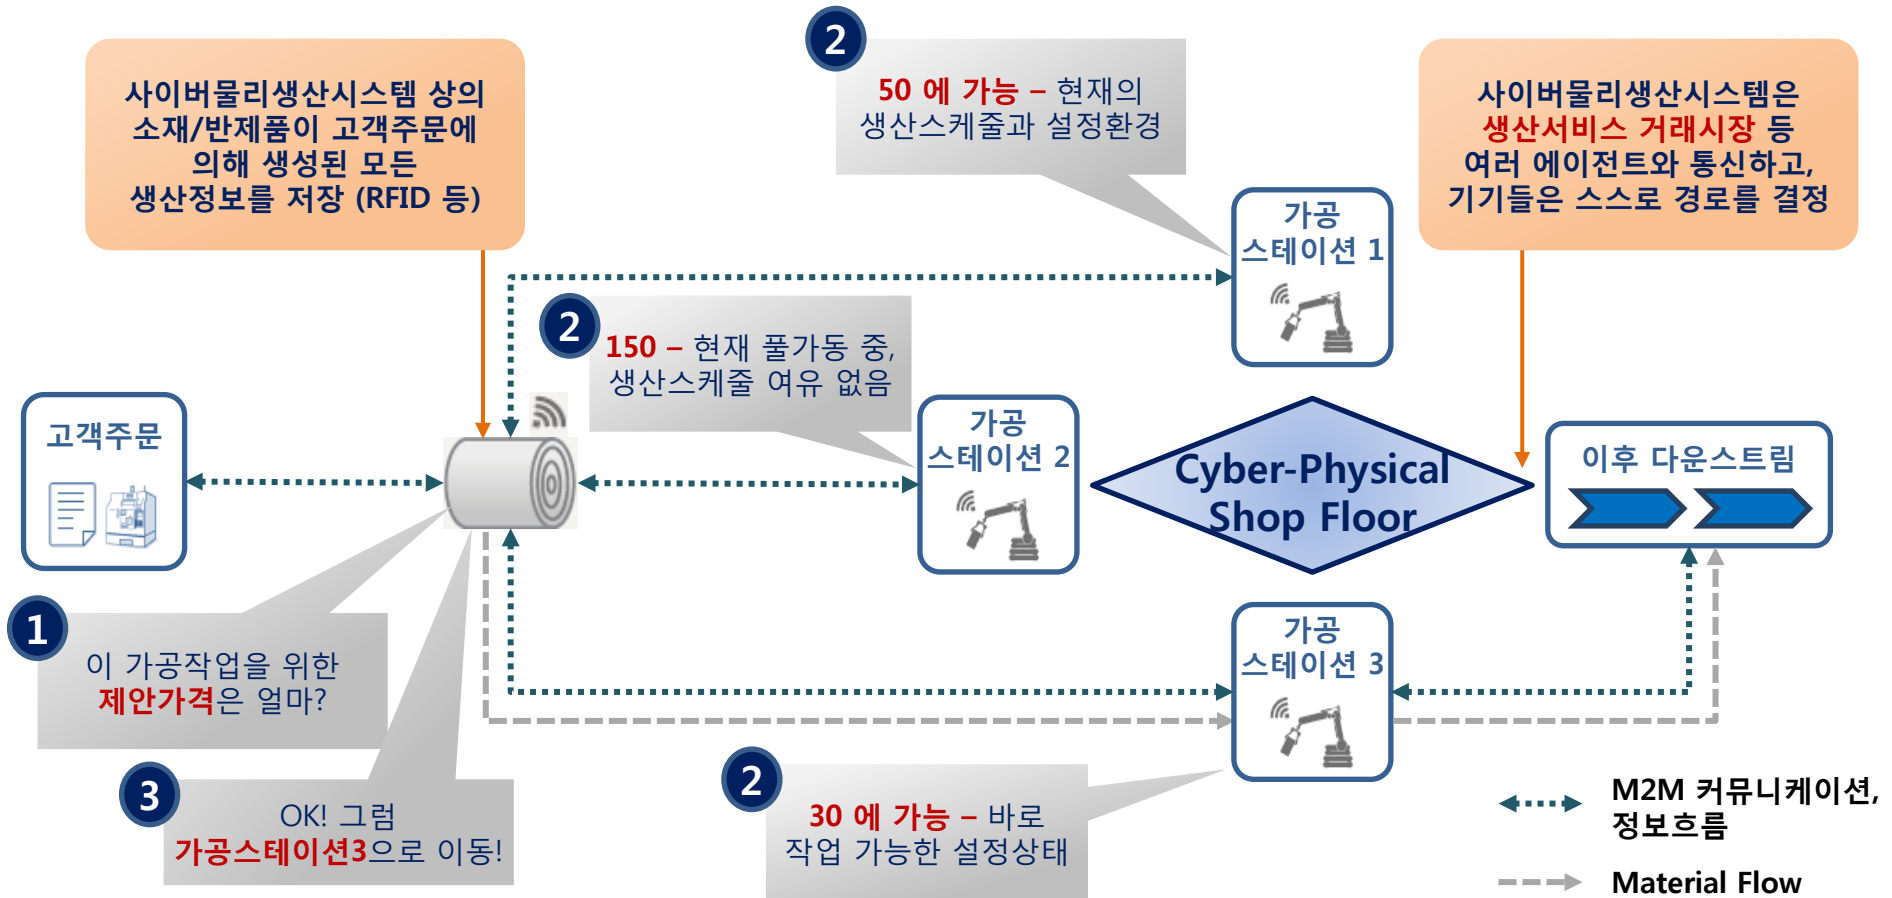 사이버물리생산시스템 상의
소재/반제품이 고객주문에
의해 생성된 모든
생산정보를 저장 (RFID 등)
2
50 에 가능 – 현재의
생산스케줄과 설정환경
사이버물리생산시스템은
생산서비스 거래시장 등
여러 에이전트와 통신하고,
기기들은 스스로 경로를 결정
가공
스테이션 1
2
150 – 현재 풀가동 중,
생산스케줄 여유 없음
고객주문
가공
스테이션 2
Cyber-Physical
Shop Floor
이후 다운스트림
1
이 가공작업을 위한
제안가격은 얼마?
가공
스테이션 3
3
OK! 그럼
가공스테이션3으로 이동!
2
30 에 가능 – 바로
작업 가능한 설정상태
M2M 커뮤니케이션,
정보흐름
Material Flow